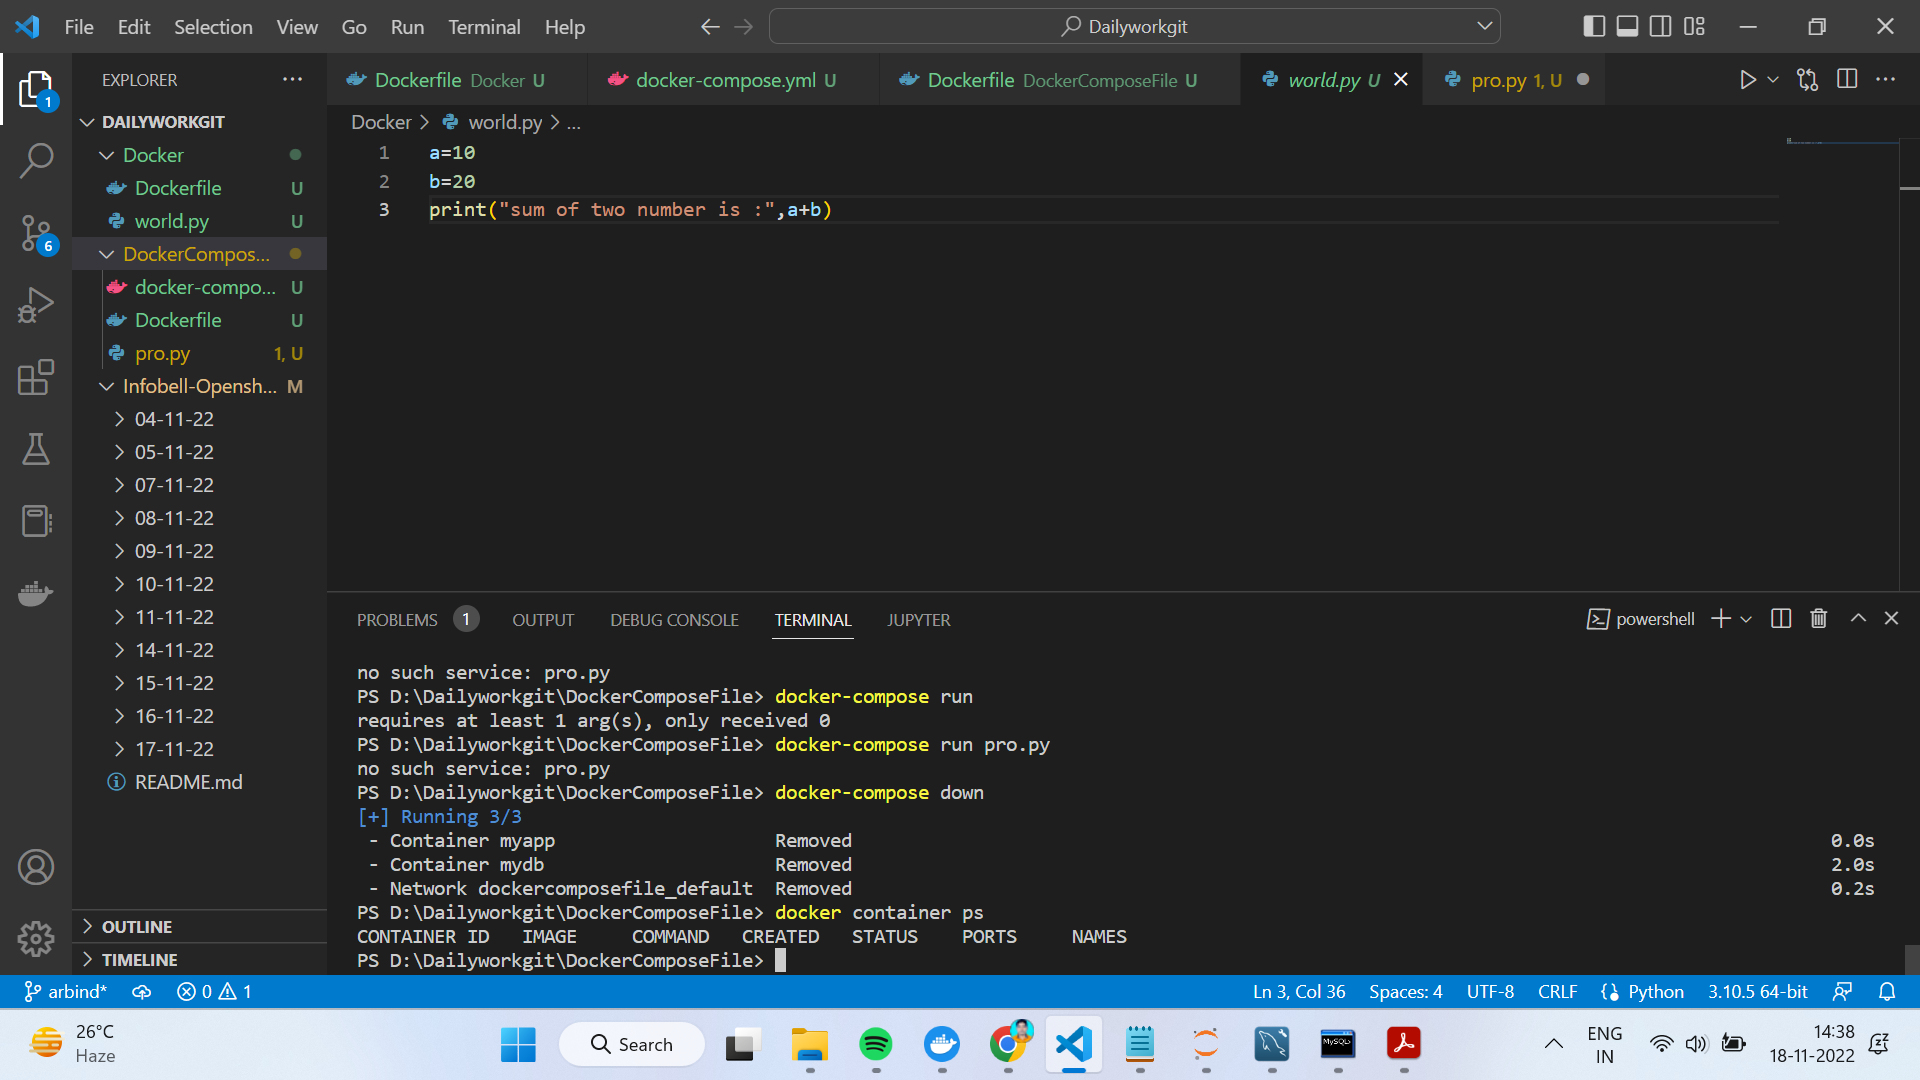 File Edit Selection View Go Run Terminal Help
Dailyworkgit
EXPLORER
Dockerfile Docker U
docker-compose.yml U
Dockerfile DockerComposeFile U
world.py U
pro.py 1, U
Docker > world.py > ...
DAILYWORKGIT
Docker
Dockerfile U
world.py U
DockerCompos...
docker-compo... U
Dockerfile U
pro.py 1, U
Infobell-Opensh... M
04-11-22
05-11-22
07-11-22
08-11-22
09-11-22
10-11-22
11-11-22
14-11-22
15-11-22
16-11-22
17-11-22
README.md
OUTLINE
TIMELINE
1
6
1 a=10
2 b=20
3 print("sum of two number is :",a+b)
PROBLEMS 1 OUTPUT DEBUG CONSOLE TERMINAL JUPYTER
powershell
no such service: pro.py
PS D:\Dailyworkgit\DockerComposeFile> docker-compose run
requires at least 1 arg(s), only received 0
PS D:\Dailyworkgit\DockerComposeFile> docker-compose run pro.py
no such service: pro.py
PS D:\Dailyworkgit\DockerComposeFile> docker-compose down
[+] Running 3/3
- Container myapp Removed 0.0s
- Container mydb Removed 2.0s
- Network dockercomposefile_default Removed 0.2s
PS D:\Dailyworkgit\DockerComposeFile> docker container ps
CONTAINER ID IMAGE COMMAND CREATED STATUS PORTS NAMES
PS D:\Dailyworkgit\DockerComposeFile>
arbind* 0 1
Ln 3, Col 36 Spaces: 4 UTF-8 CRLF Python 3.10.5 64-bit
26°C
Haze
Search
MySQL
ENG
IN
14:38
18-11-2022